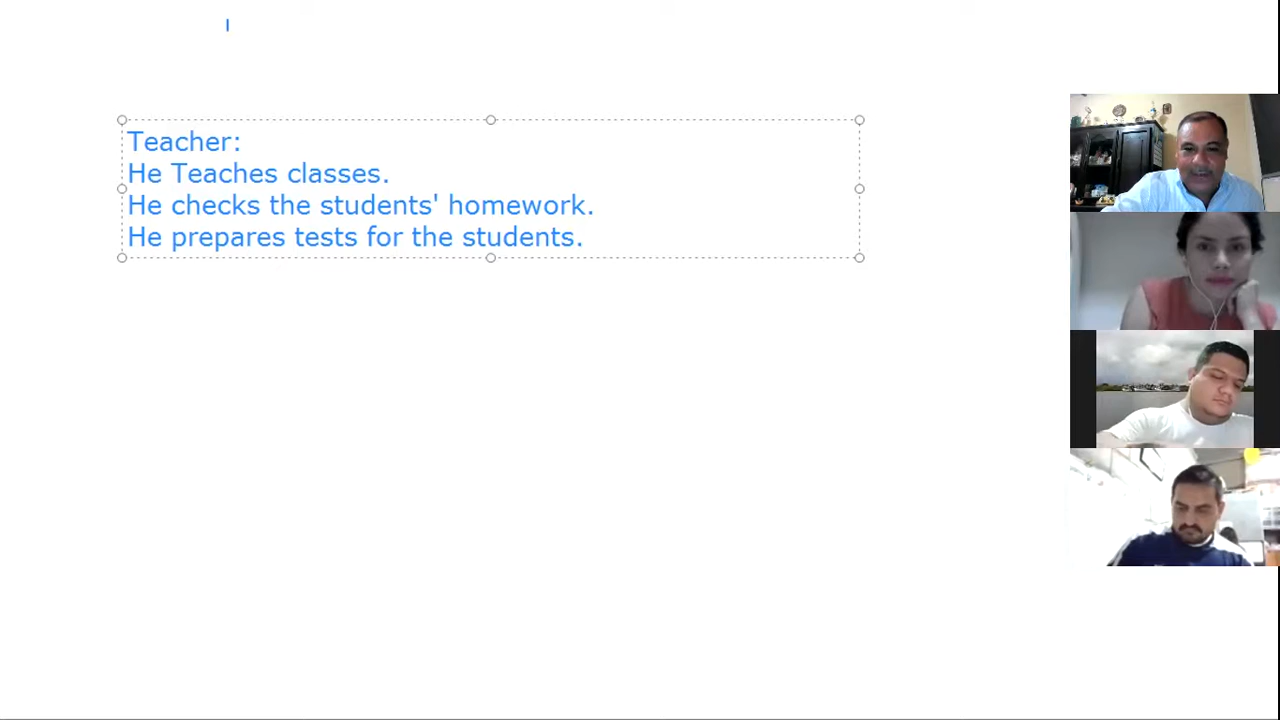 Teacher:
He Teaches classes.
He checks the students' homework.
He prepares tests for the students.